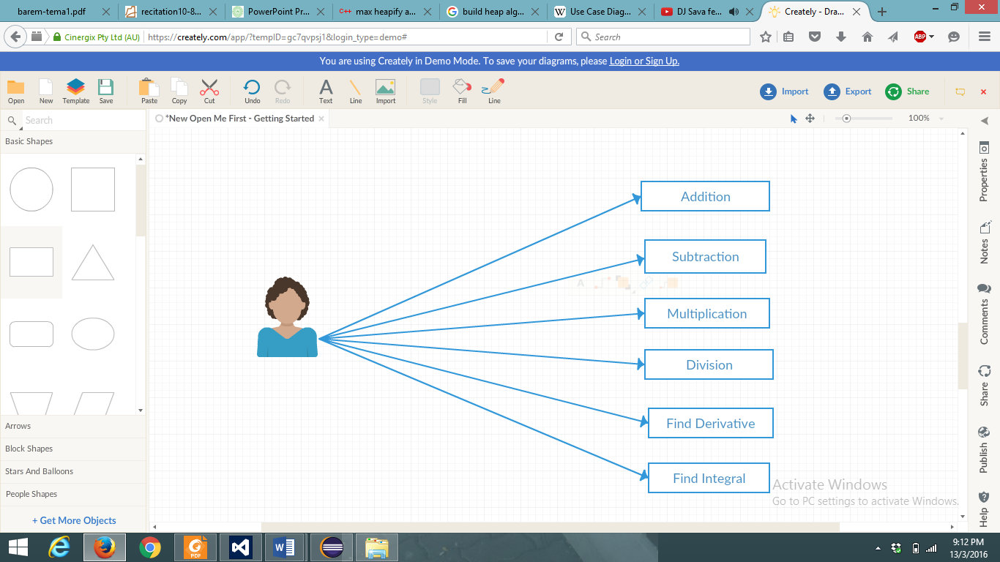 barem-tema1.pdf
recitation10-8...
PowerPoint Pr...
C++ max heapify a...
build heap alg...
W Use Case Diag...
DJ Sava fe...
Creately - Dra...
Cinergix Pty Ltd (AU)
https://creately.com/app/?tempID=gc7qvpsj1&login_type=demo#
Search
ABP
You are using Creately in Demo Mode. To save your diagrams, please Login or Sign Up.
Open
New
Template
Save
Paste
Copy
Cut
Undo
Redo
Text
Line
Import
Style
Fill
Line
Import
Export
Share
Search
*New Open Me First - Getting Started
100%
Basic Shapes
Arrows
Block Shapes
Stars And Balloons
People Shapes
+ Get More Objects
Addition
Subtraction
A
Multiplication
Division
Find Derivative
Find Integral
Properties
Notes
Comments
Share
Publish
Help
Activate Windows
Go to PC settings to activate Windows.
PDF
9:12 PM
13/3/2016